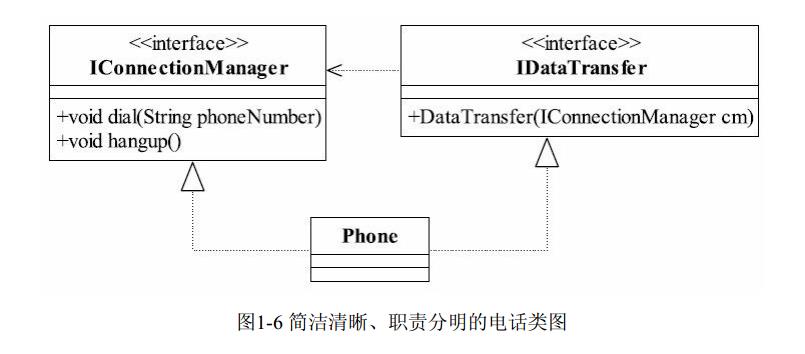 <<interface>>
IConnectionManager
+void dial(String phoneNumber)
+void hangup()
<<interface>>
IDataTransfer
+DataTransfer(IConnectionManager cm)
Phone
图1-6 简洁清晰、职责分明的电话类图